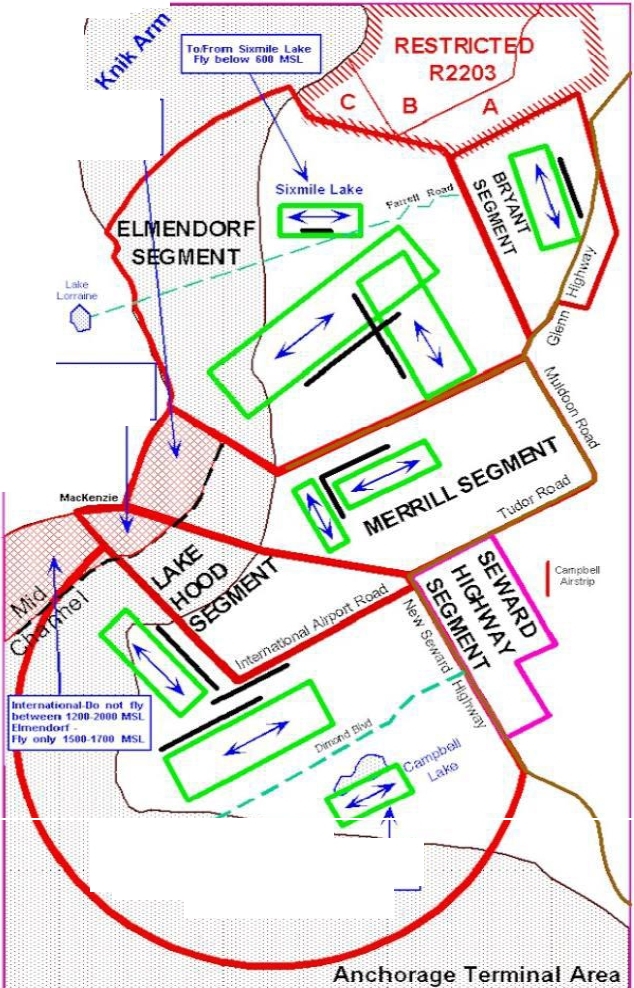 Knik Arm
To/From Sixmile Lake
Fly below 600 MSL
RESTRICTED
R2203
C
B
A
Sixmile Lake
Farrell Road
BRYANT
SEGMENT
ELMENDORF
SEGMENT
Lake
Lorraine
Glenn Highway
Muldoon Road
MERRILL SEGMENT
Tudor Road
MacKenzie
LAKE
HOOD
SEGMENT
SEWARD
HIGHWAY
SEGMENT
Campbell
Airstrip
Mid
Channel
International Airport Road
New Seward Highway
International-Do not fly
between 1200-2000 MSL
Elmendorf -
Fly only 1500-1700 MSL
Dimond Blvd
Campbell
Lake
Anchorage Terminal Area